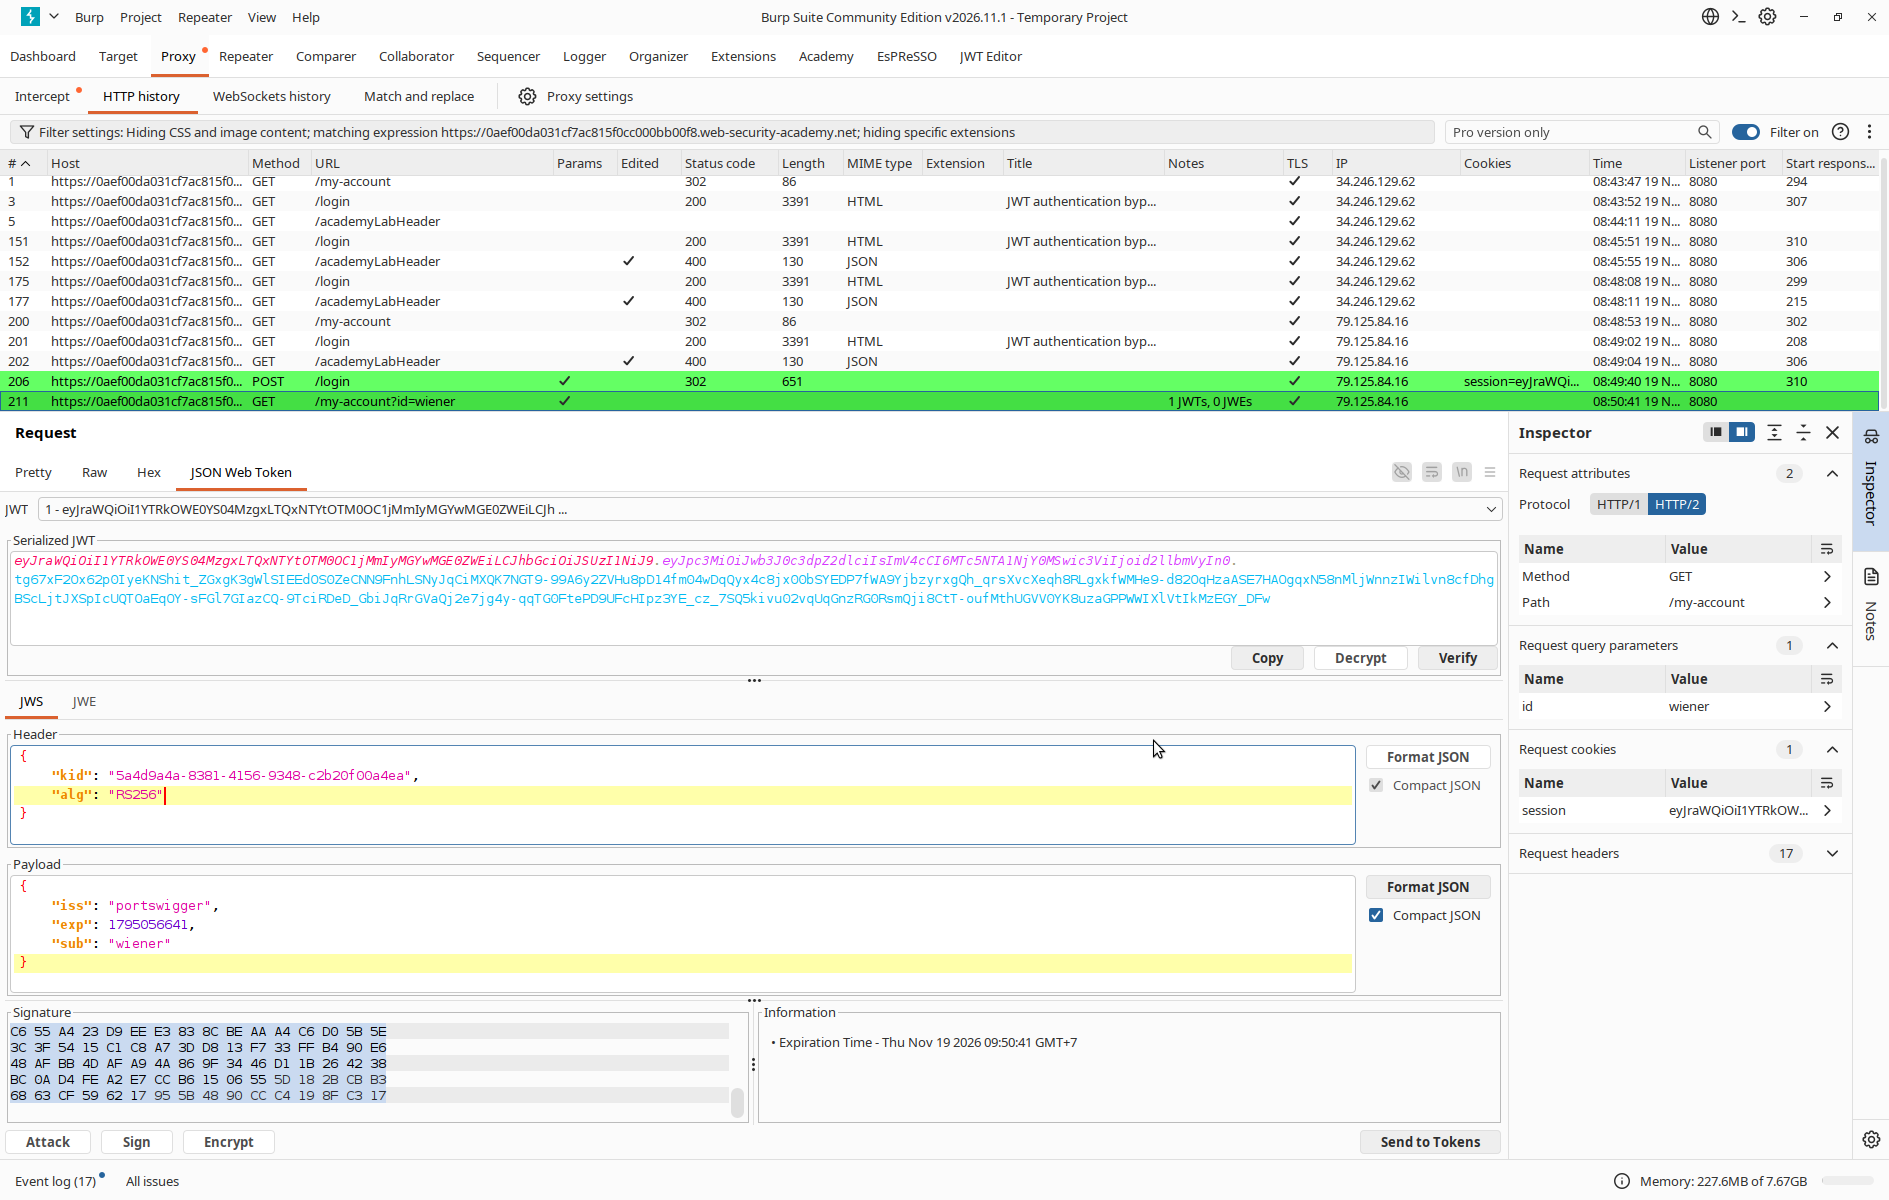 Burp Project Repeater View Help Burp Suite Community Edition v2026.11.1 - Temporary Project
Dashboard Target Proxy Repeater Comparer Collaborator Sequencer Logger Organizer Extensions Academy EsPReSSO JWT Editor
Intercept HTTP history WebSockets history Match and replace Proxy settings
Filter settings: Hiding CSS and image content; matching expression https://0aef00da031cf7ac815f0cc000bb00f8.web-security-academy.net; hiding specific extensions Pro version only Filter on
# Host Method URL Params Edited Status code Length MIME type Extension Title Notes TLS IP Cookies Time Listener port Start respons...
1 https://0aef00da031cf7ac815f0... GET /my-account 302 86 34.246.129.62 08:43:47 19 N... 8080 294
3 https://0aef00da031cf7ac815f0... GET /login 200 3391 HTML JWT authentication byp... 34.246.129.62 08:43:52 19 N... 8080 307
5 https://0aef00da031cf7ac815f0... GET /academyLabHeader 34.246.129.62 08:44:11 19 N... 8080
151 https://0aef00da031cf7ac815f0... GET /login 200 3391 HTML JWT authentication byp... 34.246.129.62 08:45:51 19 N... 8080 310
152 https://0aef00da031cf7ac815f0... GET /academyLabHeader 400 130 JSON 34.246.129.62 08:45:55 19 N... 8080 306
175 https://0aef00da031cf7ac815f0... GET /login 200 3391 HTML JWT authentication byp... 34.246.129.62 08:48:08 19 N... 8080 299
177 https://0aef00da031cf7ac815f0... GET /academyLabHeader 400 130 JSON 34.246.129.62 08:48:11 19 N... 8080 215
200 https://0aef00da031cf7ac815f0... GET /my-account 302 86 79.125.84.16 08:48:53 19 N... 8080 302
201 https://0aef00da031cf7ac815f0... GET /login 200 3391 HTML JWT authentication byp... 79.125.84.16 08:49:02 19 N... 8080 208
202 https://0aef00da031cf7ac815f0... GET /academyLabHeader 400 130 JSON 79.125.84.16 08:49:04 19 N... 8080 306
206 https://0aef00da031cf7ac815f0... POST /login 302 651 79.125.84.16 session=eyJraWQi... 08:49:40 19 N... 8080 310
211 https://0aef00da031cf7ac815f0... GET /my-account?id=wiener 1 JWTs, 0 JWEs 79.125.84.16 08:50:41 19 N... 8080
Request
Pretty Raw Hex JSON Web Token \n
JWT 1 - eyJraWQiOiI1YTRkOWE0YS04MzgxLTQxNTYtOTM0OC1jMmIyMGYwMGE0ZWEiLCJh ...
Serialized JWT
eyJraWQiOiI1YTRkOWE0YS04MzgxLTQxNTYtOTM0OC1jMmIyMGYwMGE0ZWEiLCJhbGciOiJSUzI1NiJ9.eyJpc3MiOiJwb3J0c3dpZ2dlciIsImV4cCI6MTc5NTA1NjY0MSwic3ViIjoid2llbmVyIn0.
tg67xF2Ox62p0IyeKNShit_ZGxgK3gWlSIEEdOSOZeCNN9FnhLSNyJqCiMXQK7NGT9-99A6y2ZVHu8pD14fm04wDqQyx4c8jx00bSYEDP7fWA9YjbzyrxgQh_qrsXvcXeqh8RLgxkfWMHe9-d82OqHzaASE7HAOgqxN58nMljWnnzIWilvn8cfDhg
BScLjtJXSpIcUQTOaEqOY-sFGl7GIazCQ-9TciRDeD_GbiJqRrGVaQj2e7jg4y-qqTGOFtePD9UFcHIpz3YE_cz_7SQ5kivu02vqUqGnzRG0RsmQji8CtT-oufMthUGVV0YK8uzaGPPWWIXlVtIkMzEGY_DFw
Copy Decrypt Verify
JWS JWE
Header
{
"kid": "5a4d9a4a-8381-4156-9348-c2b20f00a4ea",
"alg": "RS256"
}
Format JSON
Compact JSON
Payload
{
"iss": "portswigger",
"exp": 1795056641,
"sub": "wiener"
}
Format JSON
Compact JSON
Signature
C6 55 A4 23 D9 EE E3 83 8C BE AA A4 C6 D0 5B 5E
3C 3F 54 15 C1 C8 A7 3D D8 13 F7 33 FF B4 90 E6
48 AF BB 4D AF A9 4A 86 9F 34 46 D1 1B 26 42 38
BC 0A D4 FE A2 E7 CC B6 15 06 55 5D 18 2B CB B3
68 63 CF 59 62 17 95 5B 48 90 CC C4 19 8F C3 17
Information
• Expiration Time - Thu Nov 19 2026 09:50:41 GMT+7
Attack Sign Encrypt Send to Tokens
Inspector
Request attributes 2
Protocol HTTP/1 HTTP/2
Name Value
Method GET
Path /my-account
Request query parameters 1
Name Value
id wiener
Request cookies 1
Name Value
session eyJraWQiOiI1YTRkOW...
Request headers 17
Inspector
Notes
Event log (17) All issues Memory: 227.6MB of 7.67GB